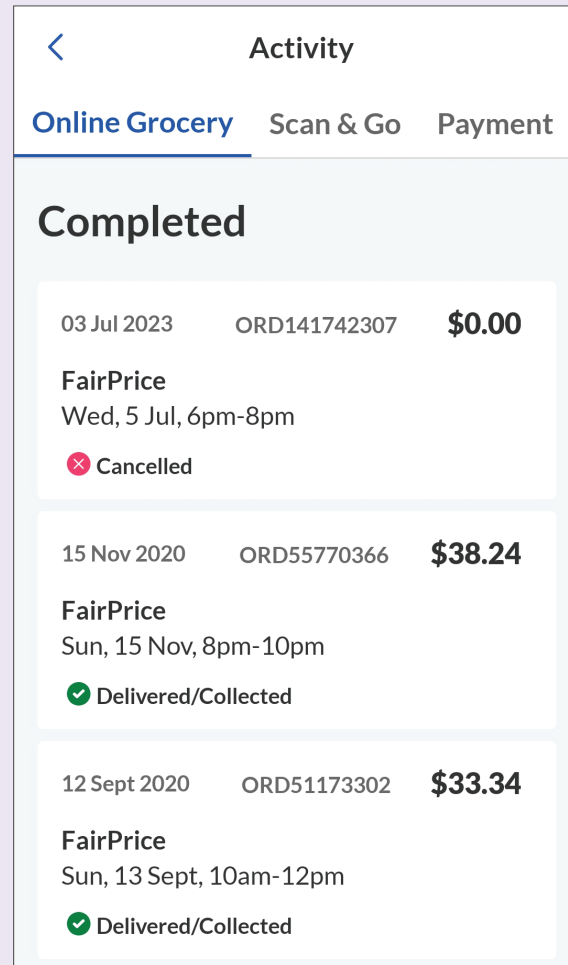 Activity
Online Grocery Scan & Go Payment
Completed
03 Jul 2023 ORD141742307 $0.00
FairPrice
Wed, 5 Jul, 6pm-8pm
Cancelled
15 Nov 2020 ORD55770366 $38.24
FairPrice
Sun, 15 Nov, 8pm-10pm
Delivered/Collected
12 Sept 2020 ORD51173302 $33.34
FairPrice
Sun, 13 Sept, 10am-12pm
Delivered/Collected